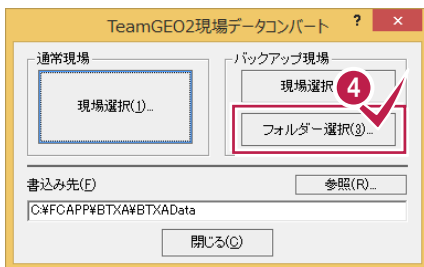 TeamGEO2現場データコンバート ? ×
通常現場
現場選択(1)...
バックアップ現場
現場選択
4
フォルダー選択(3)...
書込み先(F)
参照(R)...
C:¥FCAPP¥BTXA¥BTXAData
閉じる(C)